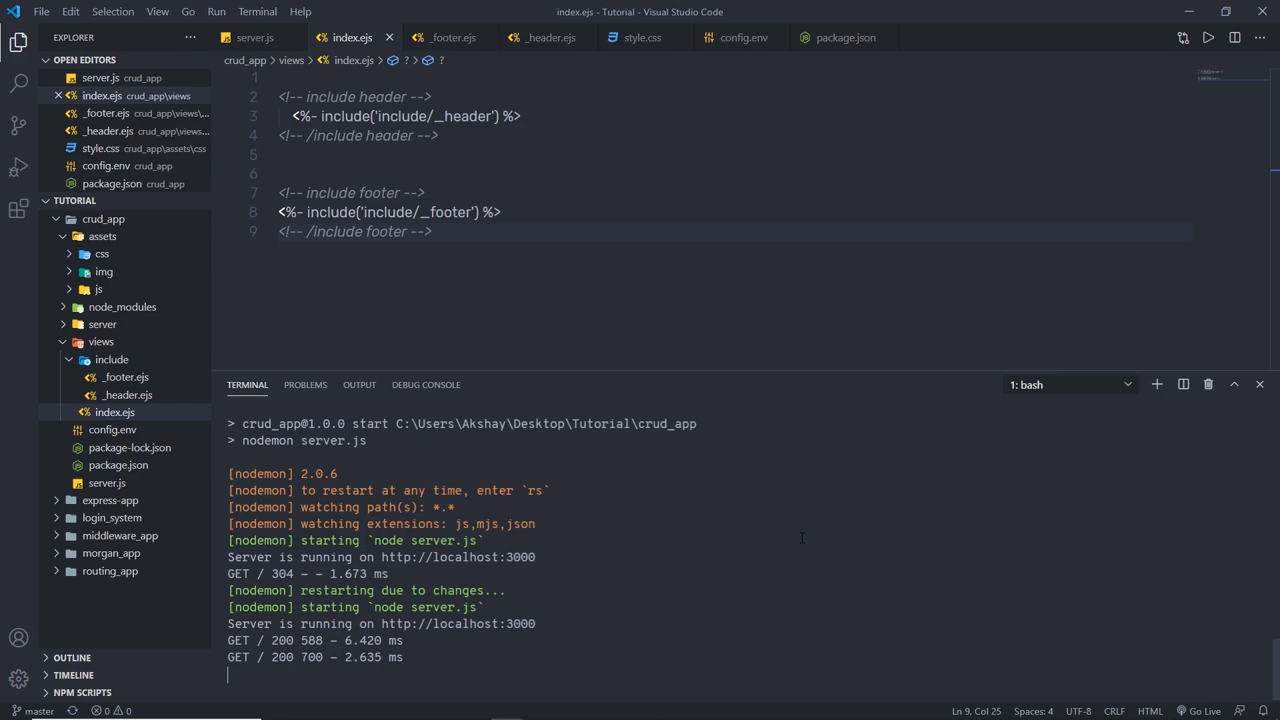 File Edit Selection View Go Run Terminal Help
index.ejs - Tutorial - Visual Studio Code
EXPLORER
OPEN EDITORS
server.js crud_app
index.ejs crud_app\views
_footer.ejs crud_app\views\...
_header.ejs crud_app\views...
style.css crud_app\assets\css
config.env crud_app
package.json crud_app
TUTORIAL
crud_app
assets
css
img
js
node_modules
server
views
include
_footer.ejs
_header.ejs
index.ejs
config.env
package-lock.json
package.json
server.js
express-app
login_system
middleware_app
morgan_app
routing_app
OUTLINE
TIMELINE
NPM SCRIPTS
server.js index.ejs _footer.ejs _header.ejs style.css config.env package.json
crud_app > views > index.ejs > ? > ?
1
2 <!-- include header -->
3 <%- include('include/_header') %>
4 <!-- /include header -->
5
6
7 <!-- include footer -->
8 <%- include('include/_footer') %>
9 <!-- /include footer -->
TERMINAL PROBLEMS OUTPUT DEBUG CONSOLE
1: bash
> crud_app@1.0.0 start C:\Users\Akshay\Desktop\Tutorial\crud_app
> nodemon server.js
[nodemon] 2.0.6
[nodemon] to restart at any time, enter `rs`
[nodemon] watching path(s): *.*
[nodemon] watching extensions: js,mjs,json
[nodemon] starting `node server.js`
Server is running on http://localhost:3000
GET / 304 - - 1.673 ms
[nodemon] restarting due to changes...
[nodemon] starting `node server.js`
Server is running on http://localhost:3000
GET / 200 588 - 6.420 ms
GET / 200 700 - 2.635 ms
master 0 0
Ln 9, Col 25 Spaces: 4 UTF-8 CRLF HTML Go Live